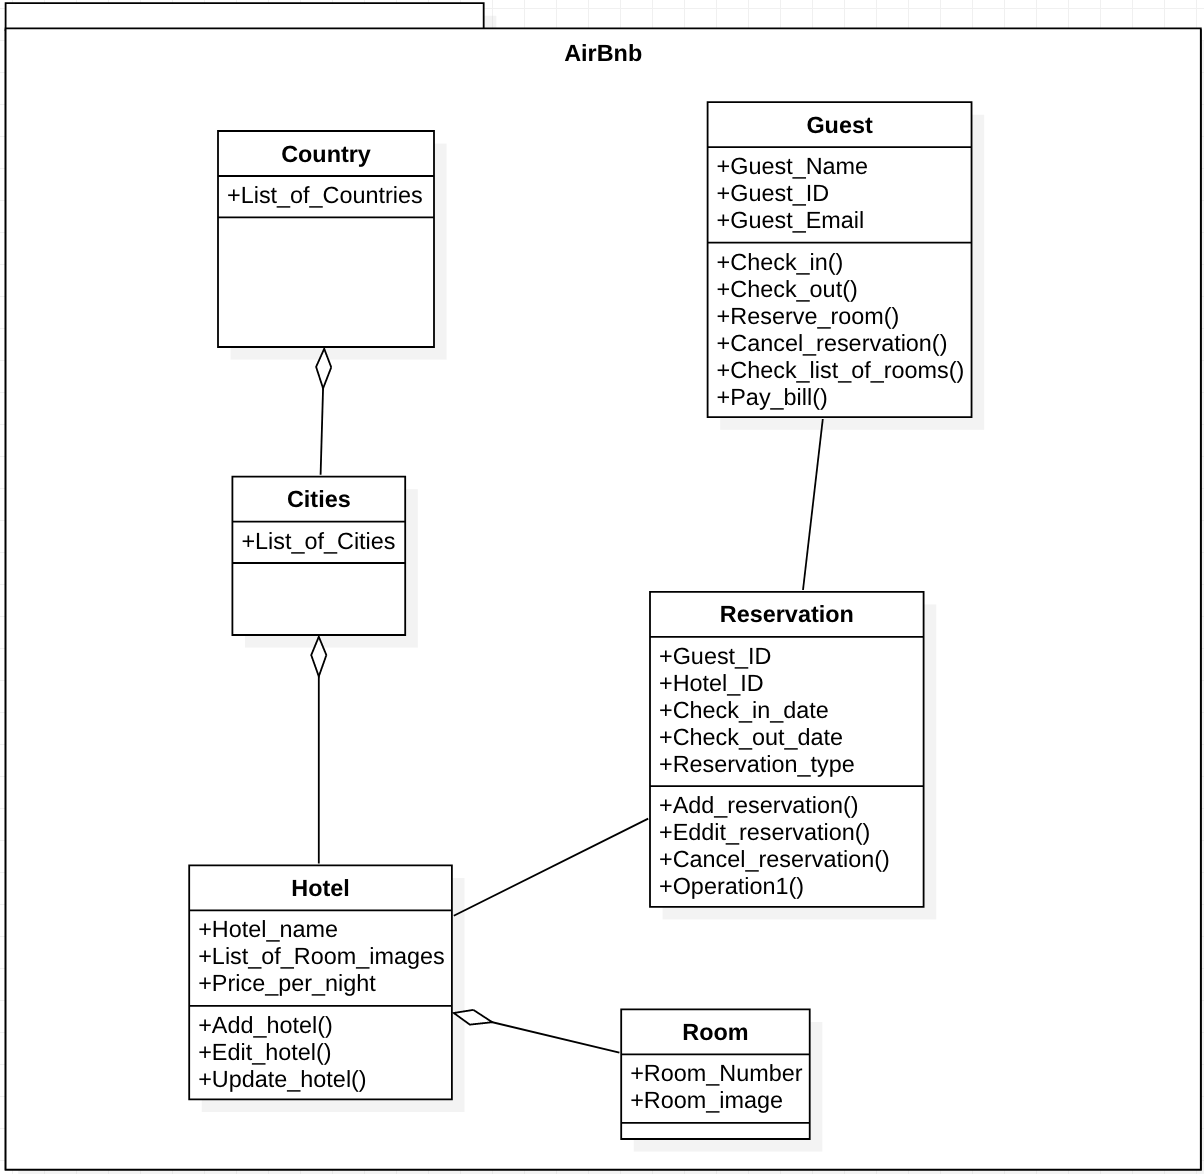 AirBnb
Country
+List_of_Countries
Guest
+Guest_Name
+Guest_ID
+Guest_Email
+Check_in()
+Check_out()
+Reserve_room()
+Cancel_reservation()
+Check_list_of_rooms()
+Pay_bill()
Cities
+List_of_Cities
Reservation
+Guest_ID
+Hotel_ID
+Check_in_date
+Check_out_date
+Reservation_type
+Add_reservation()
+Eddit_reservation()
+Cancel_reservation()
+Operation1()
Hotel
+Hotel_name
+List_of_Room_images
+Price_per_night
+Add_hotel()
+Edit_hotel()
+Update_hotel()
Room
+Room_Number
+Room_image